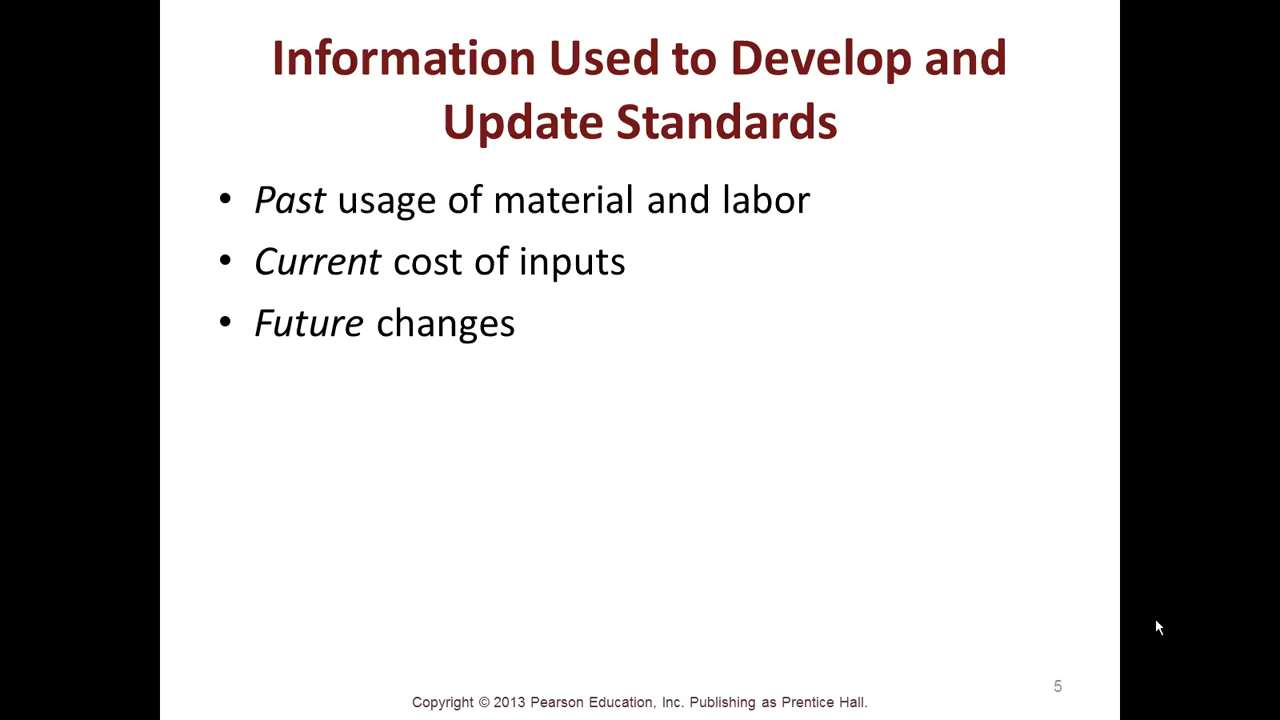 Information Used to Develop and
Update Standards
• Past usage of material and labor
• Current cost of inputs
• Future changes
5
Copyright © 2013 Pearson Education, Inc. Publishing as Prentice Hall.